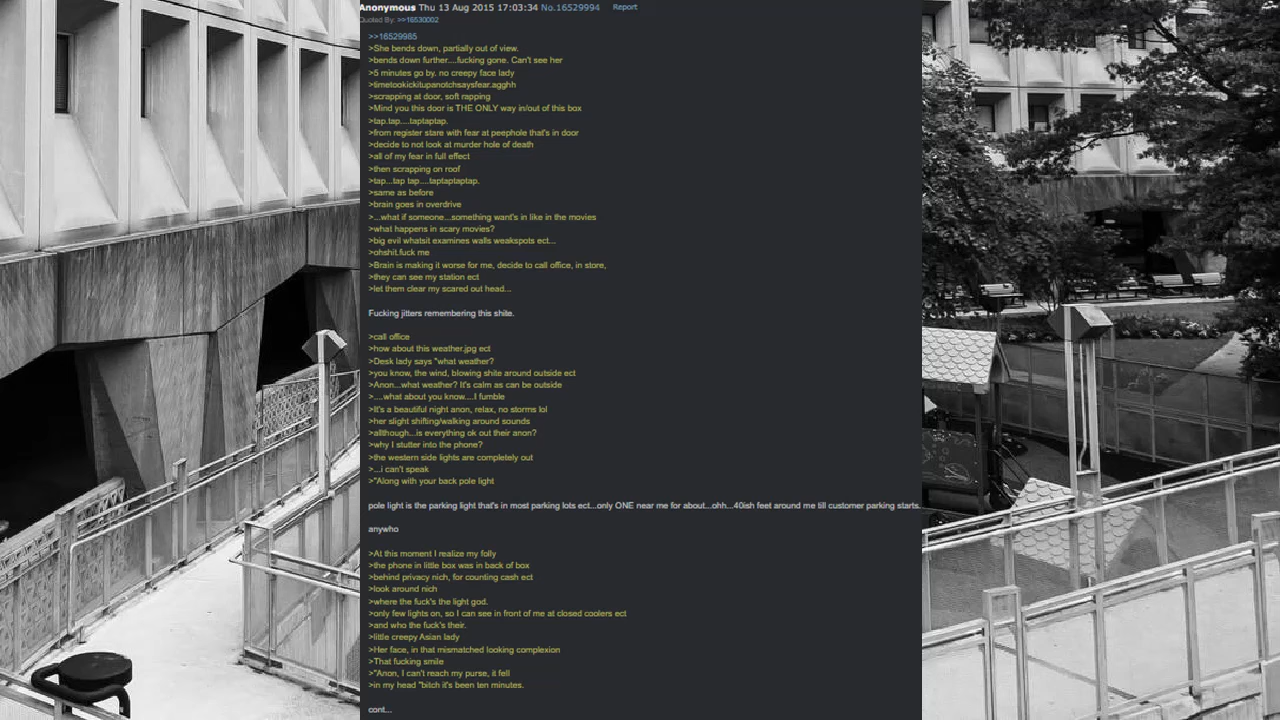 Anonymous Thu 13 Aug 2015 17:03:34 No.16529994 Report
Quoted By: >>16530002
>>16529985
>She bends down, partially out of view.
>bends down further....fucking gone. Can't see her
>5 minutes go by, no creepy face lady
>timetookickitupanotchsaysfear.agghh
>scrapping at door, soft rapping
>Mind you this door is THE ONLY way in/out of this box
>tap.tap....taptaptap.
>from register stare with fear at peephole that's in door
>decide to not look at murder hole of death
>all of my fear in full effect
>then scrapping on roof
>tap...tap tap....taptaptaptap.
>same as before
>brain goes in overdrive
>...what if someone...something want's in like in the movies
>what happens in scary movies?
>big evil whatsit examines walls weakspots ect...
>ohshit.fuck me
>Brain is making it worse for me, decide to call office, in store,
>they can see my station ect
>let them clear my scared out head...
Fucking jitters remembering this shite.
>call office
>how about this weather.jpg ect
>Desk lady says "what weather?
>you know, the wind, blowing shite around outside ect
>Anon...what weather? It's calm as can be outside
>....what about you know....I fumble
>It's a beautiful night anon, relax, no storms lol
>her slight shifting/walking around sounds
>allthough...is everything ok out their anon?
>why I stutter into the phone?
>the western side lights are completely out
>...i can't speak
>"Along with your back pole light
pole light is the parking light that's in most parking lots ect...only ONE near me for about...ohh...40ish feet around me till customer parking starts.
anywho
>At this moment I realize my folly
>the phone in little box was in back of box
>behind privacy nich, for counting cash ect
>look around nich
>where the fuck's the light god.
>only few lights on, so I can see in front of me at closed coolers ect
>and who the fuck's their.
>little creepy Asian lady
>Her face, in that mismatched looking complexion
>That fucking smile
>"Anon, I can't reach my purse, it fell
>in my head "bitch it's been ten minutes.
cont...